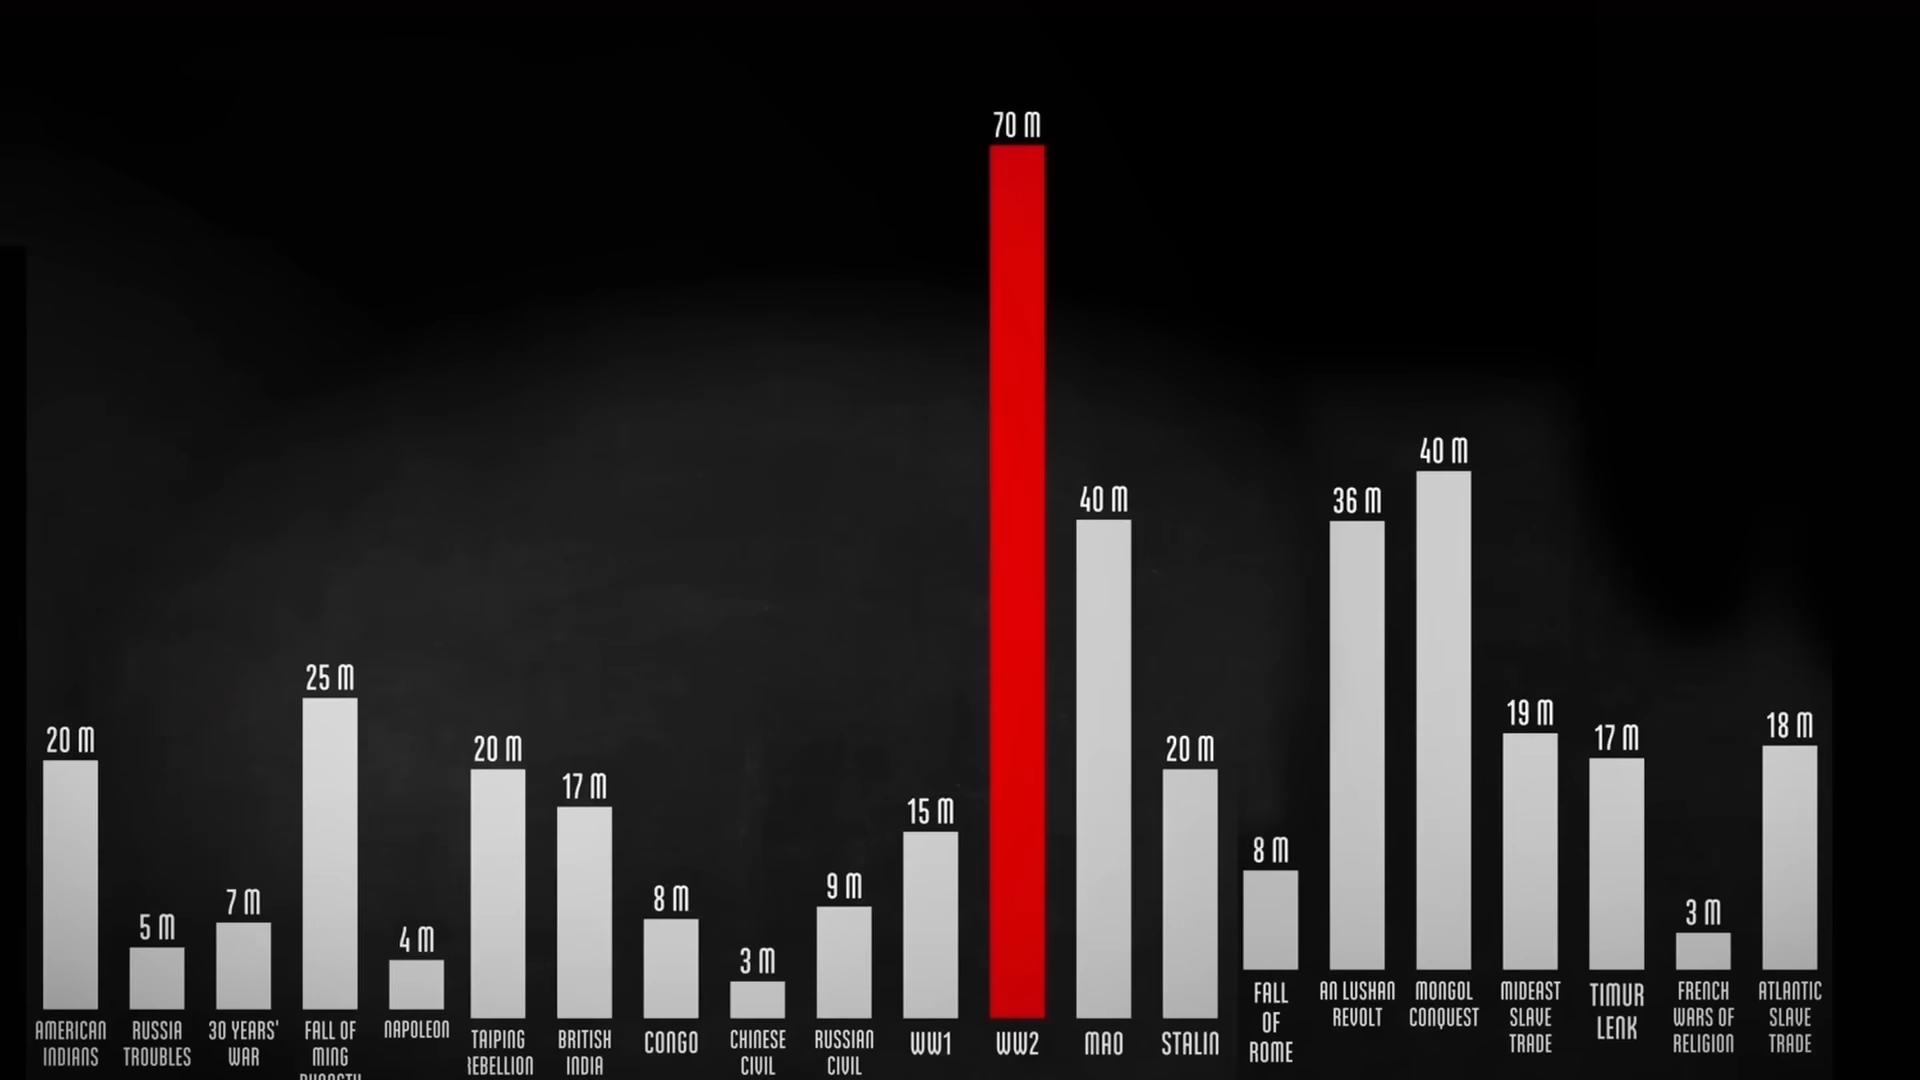 70 M
40 M
40 M
36 M
25 M
19 M
18 M
17 M
20 M
20 M
20 M
17 M
15 M
8 M
9 M
7 M
8 M
3 M
5 M
4 M
3 M
AMERICAN
INDIANS
RUSSIA
TROUBLES
30 YEARS'
WAR
FALL OF
MING
DYNASTY
NAPOLEON
TAIPING
REBELLION
BRITISH
INDIA
CONGO
CHINESE
CIVIL
RUSSIAN
CIVIL
WW1
WW2
MAO
STALIN
FALL
OF
ROME
AN LUSHAN
REVOLT
MONGOL
CONQUEST
MIDEAST
SLAVE
TRADE
TIMUR
LENK
FRENCH
WARS OF
RELIGION
ATLANTIC
SLAVE
TRADE